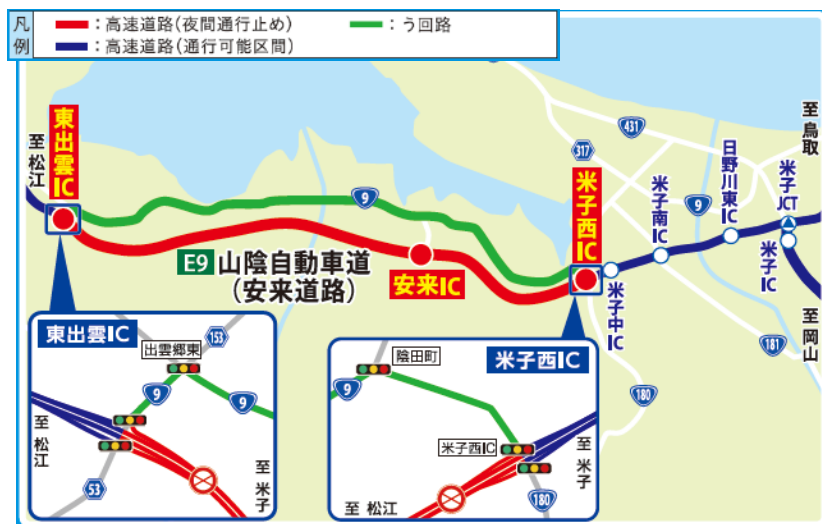 凡例
：高速道路(夜間通行止め)
：う回路
：高速道路(通行可能区間)
至 松江
東出雲IC
9
E9 山陰自動車道
(安来道路)
安来IC
317
431
米子西IC
米子中IC
米子南IC
9
日野川東IC
米子JCT
米子IC
至 鳥取
至 岡山
181
180
東出雲IC
153
出雲郷東
9
9
至 松江
53
至 米子
米子西IC
陰田町
9
米子西IC
至 米子
至 松江
180